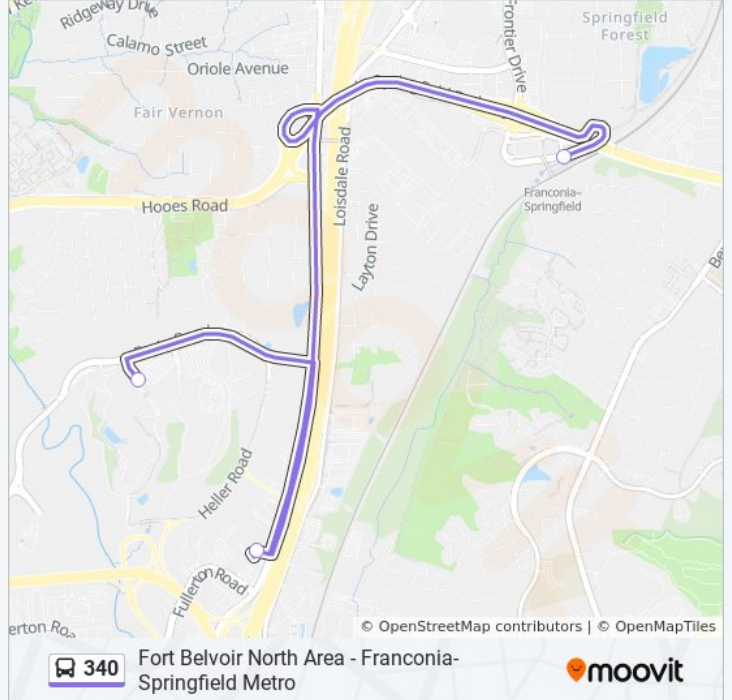 Ridgeway Drive
Calamo Street
Oriole Avenue
Frontier Drive
Springfield
Forest
Fair Vernon
Loisdale Road
Hooes Road
Layton Drive
Franconia–
Springfield
Heller Road
Fullerton Road
erton Roa
© OpenStreetMap contributors | © OpenMapTiles
340
Fort Belvoir North Area - Franconia-
Springfield Metro
moovit